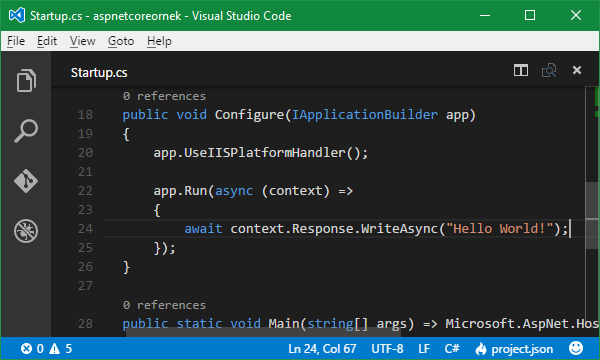 Startup.cs - aspnetcoreornek - Visual Studio Code
File Edit View Goto Help
Startup.cs
0 references
18 public void Configure(IApplicationBuilder app)
19 {
20 app.UseIISPlatformHandler();
21
22 app.Run(async (context) =>
23 {
24 await context.Response.WriteAsync("Hello World!");
25 });
26 }
27
0 references
28 public static void Main(string[] args) => Microsoft.AspNet.Hos
0 5 Ln 24, Col 67 UTF-8 LF C# project.json